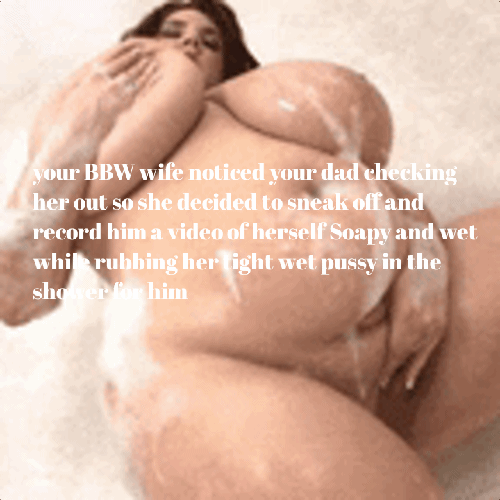 your BBW wife noticed your dad checking
her out so she decided to sneak off and
record him a video of herself Soapy and wet
while rubbing her tight wet pussy in the
shower for him